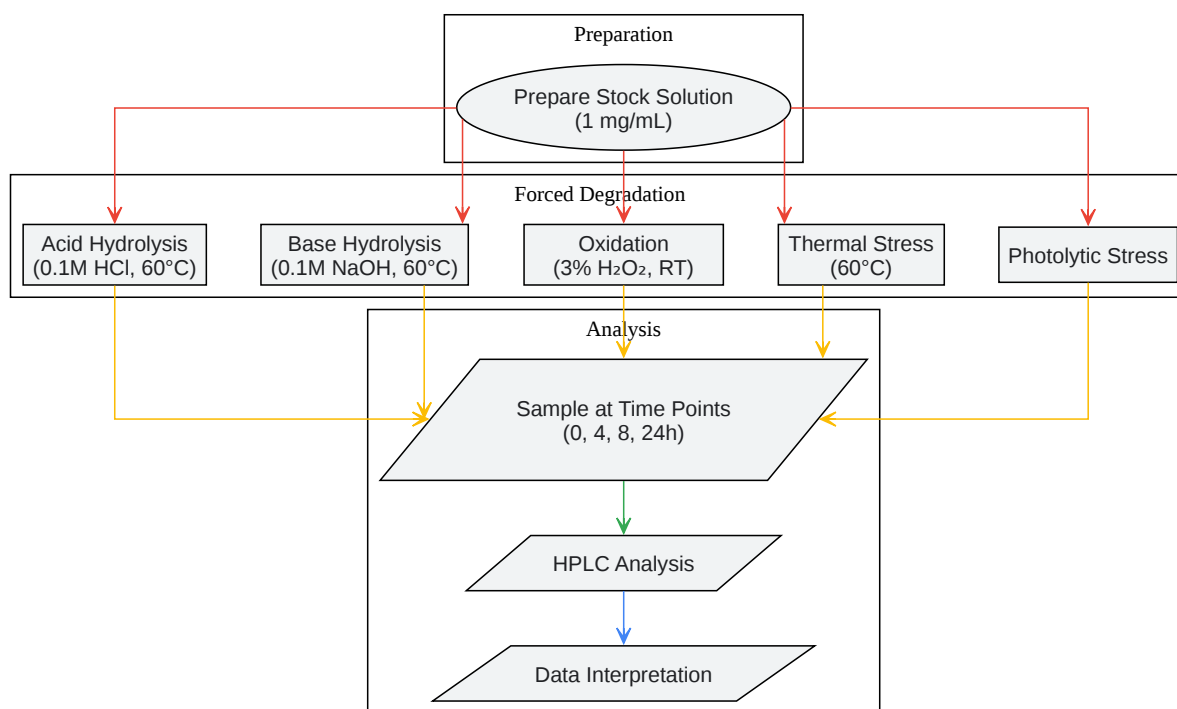 Preparation
Prepare Stock Solution
(1 mg/mL)
Forced Degradation
Acid Hydrolysis
(0.1M HCl, 60°C)
Base Hydrolysis
(0.1M NaOH, 60°C)
Oxidation
(3% H₂O₂, RT)
Thermal Stress
(60°C)
Photolytic Stress
Analysis
Sample at Time Points
(0, 4, 8, 24h)
HPLC Analysis
Data Interpretation